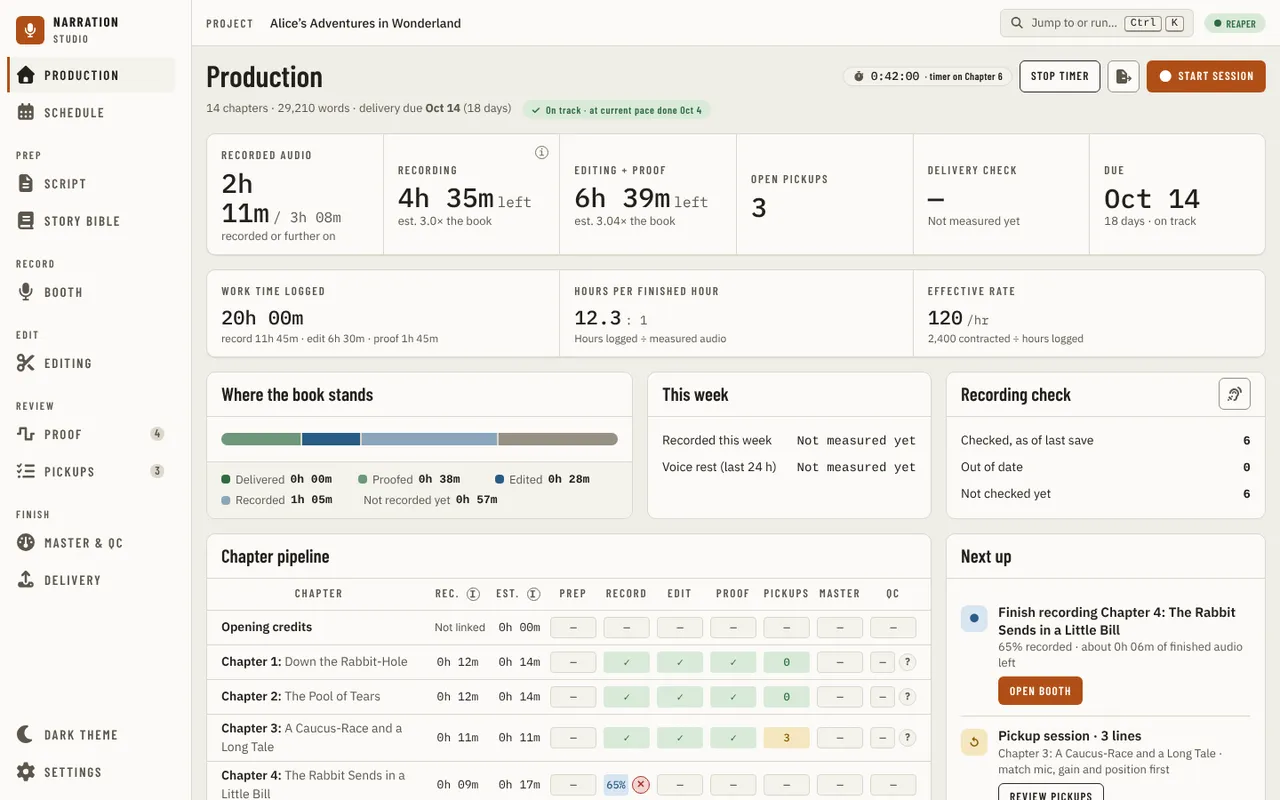 NARRATION
STUDIO
PRODUCTION
SCHEDULE
PREP
SCRIPT
STORY BIBLE
RECORD
BOOTH
EDIT
EDITING
REVIEW
PROOF 4
PICKUPS 3
FINISH
MASTER & QC
DELIVERY
DARK THEME
SETTINGS
PROJECT Alice's Adventures in Wonderland
Jump to or run... Ctrl K
REAPER
Production
0:42:00 · timer on Chapter 6
STOP TIMER
START SESSION
14 chapters · 29,210 words · delivery due Oct 14 (18 days)
✓ On track · at current pace done Oct 4
RECORDED AUDIO
2h
11m / 3h 08m
recorded or further on
RECORDING
4h 35m left
est. 3.0× the book
EDITING + PROOF
6h 39m left
est. 3.04× the book
OPEN PICKUPS
3
DELIVERY CHECK
—
Not measured yet
DUE
Oct 14
18 days · on track
WORK TIME LOGGED
20h 00m
record 11h 45m · edit 6h 30m · proof 1h 45m
HOURS PER FINISHED HOUR
12.3 : 1
Hours logged ÷ measured audio
EFFECTIVE RATE
120 /hr
2,400 contracted ÷ hours logged
Where the book stands
Delivered 0h 00m Proofed 0h 38m Edited 0h 28m
Recorded 1h 05m Not recorded yet 0h 57m
This week
Recorded this week Not measured yet
Voice rest (last 24 h) Not measured yet
Recording check
Checked, as of last save 6
Out of date 0
Not checked yet 6
Chapter pipeline
CHAPTER REC. EST. PREP RECORD EDIT PROOF PICKUPS MASTER QC
Opening credits Not linked 0h 00m — — — — — — —
Chapter 1: Down the Rabbit-Hole 0h 12m 0h 14m — ✓ ✓ ✓ 0 — — ?
Chapter 2: The Pool of Tears 0h 12m 0h 14m — ✓ ✓ ✓ 0 — — ?
Chapter 3: A Caucus-Race and a
Long Tale 0h 11m 0h 11m — ✓ ✓ ✓ 3 — — ?
Chapter 4: The Rabbit Sends in a
Little Bill 0h 09m 0h 17m — 65% — — — — —
Next up
Finish recording Chapter 4: The Rabbit
Sends in a Little Bill
65% recorded · about 0h 06m of finished audio
left
OPEN BOOTH
Pickup session · 3 lines
Chapter 3: A Caucus-Race and a Long Tale ·
match mic, gain and position first
REVIEW PICKUPS